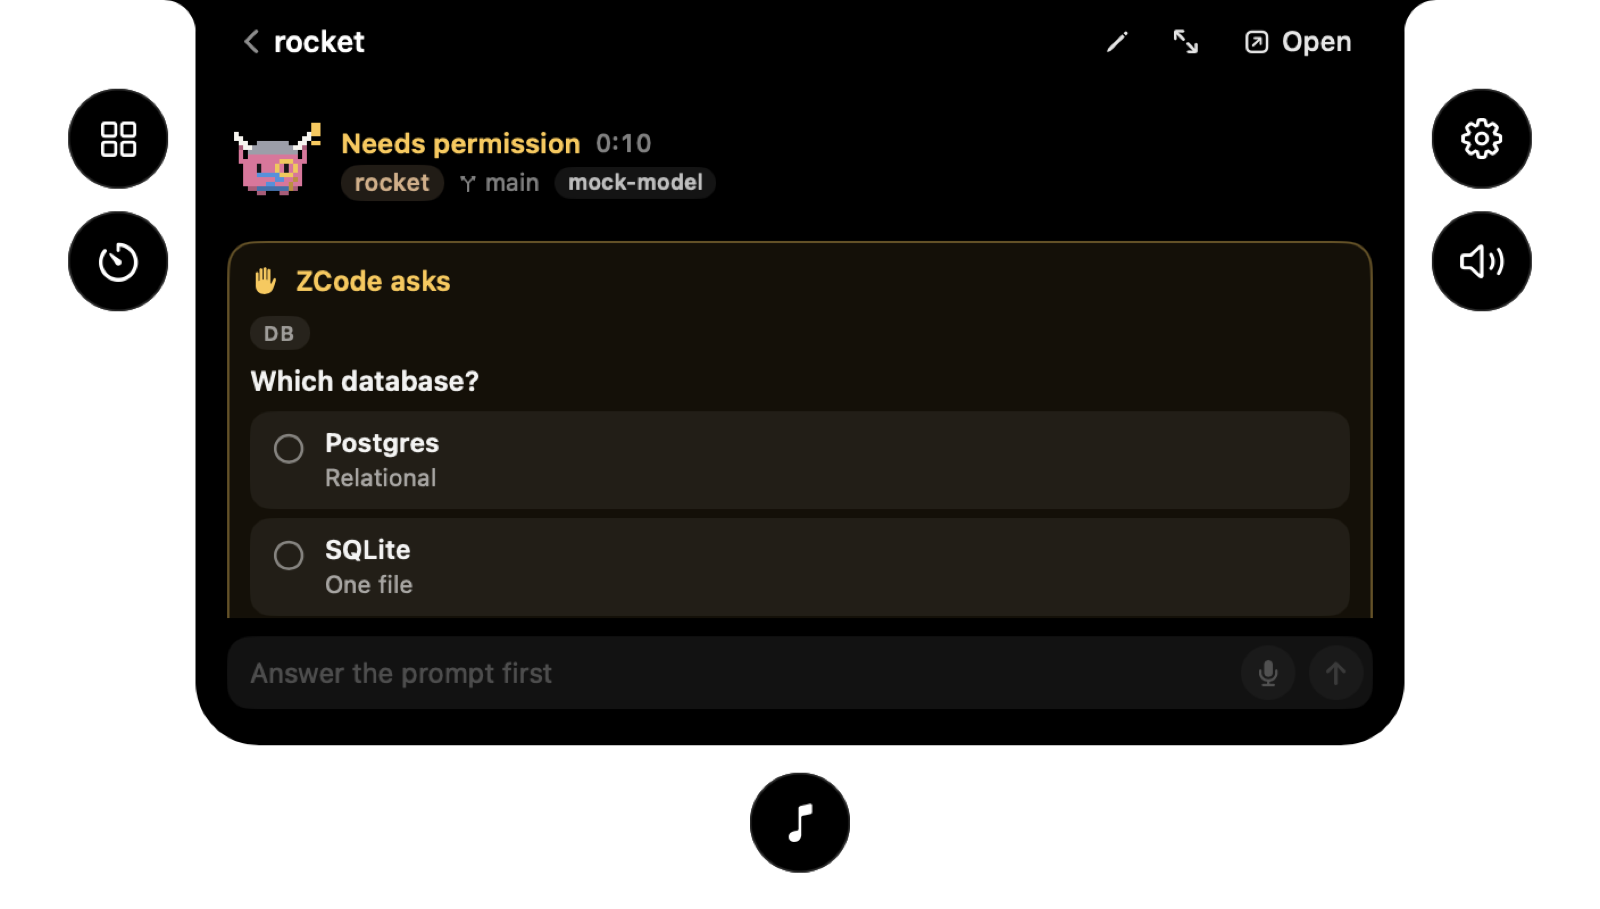 rocket
Open
Needs permission 0:10
rocket main mock-model
ZCode asks
DB
Which database?
Postgres
Relational
SQLite
One file
Answer the prompt first